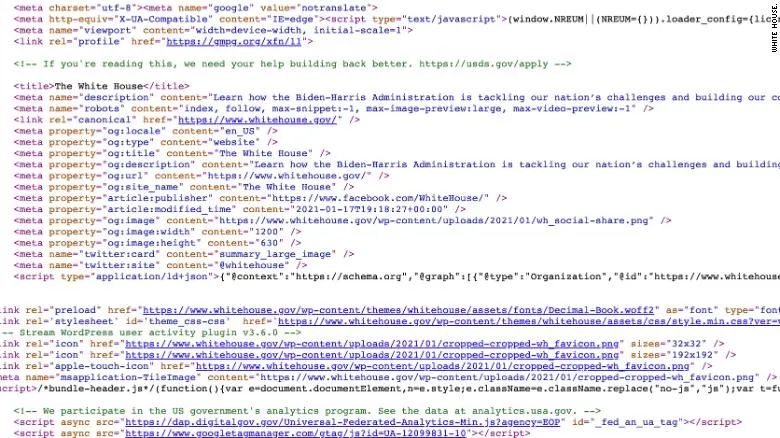 <meta charset="utf-8"><meta name="google" value="notranslate">
<meta http-equiv="X-UA-Compatible" content="IE=edge"><script type="text/javascript">(window.NREUM||(NREUM={})).loader_config={lic
<meta name="viewport" content="width=device-width, initial-scale=1">
<link rel="profile" href="https://gmpg.org/xfn/11">
<!-- If you're reading this, we need your help building back better. https://usds.gov/apply -->
<title>The White House</title>
<meta name="description" content="Learn how the Biden-Harris Administration is tackling our nation's challenges and building our co
<meta name="robots" content="index, follow, max-snippet:-1, max-image-preview:large, max-video-preview:-1" />
<link rel="canonical" href="https://www.whitehouse.gov/" />
<meta property="og:locale" content="en_US" />
<meta property="og:type" content="website" />
<meta property="og:title" content="The White House" />
<meta property="og:description" content="Learn how the Biden-Harris Administration is tackling our nation's challenges and building
<meta property="og:url" content="https://www.whitehouse.gov/" />
<meta property="og:site_name" content="The White House" />
<meta property="article:publisher" content="https://www.facebook.com/WhiteHouse/" />
<meta property="article:modified_time" content="2021-01-17T19:18:27+00:00" />
<meta property="og:image" content="https://www.whitehouse.gov/wp-content/uploads/2021/01/wh_social-share.png" />
<meta property="og:image:width" content="1200" />
<meta property="og:image:height" content="630" />
<meta name="twitter:card" content="summary_large_image" />
<meta name="twitter:site" content="@whitehouse" />
<script type="application/ld+json">{"@context":"https://schema.org","@graph":[{"@type":"Organization","@id":"https://www.whitehouse
link rel="preload" href="https://www.whitehouse.gov/wp-content/themes/whitehouse/assets/fonts/Decimal-Book.woff2" as="font" type="font
link rel='stylesheet' id='theme_css-css'  href='https://www.whitehouse.gov/wp-content/themes/whitehouse/assets/css/style.min.css?ver=
-- Stream WordPress user activity plugin v3.6.0 -->
link rel="icon" href="https://www.whitehouse.gov/wp-content/uploads/2021/01/cropped-cropped-wh_favicon.png" sizes="32x32" />
link rel="icon" href="https://www.whitehouse.gov/wp-content/uploads/2021/01/cropped-cropped-wh_favicon.png" sizes="192x192" />
link rel="apple-touch-icon" href="https://www.whitehouse.gov/wp-content/uploads/2021/01/cropped-cropped-wh_favicon.png" />
meta name="msapplication-TileImage" content="https://www.whitehouse.gov/wp-content/uploads/2021/01/cropped-cropped-wh_favicon.png" />
script>/*bundle-header.js*/(function(){var e=document.documentElement,n=e.style;e.className=e.className.replace("no-js","js");var t=fu
<!-- We participate in the US government's analytics program. See the data at analytics.usa.gov. -->
<script async src="https://dap.digitalgov.gov/Universal-Federated-Analytics-Min.js?agency=EOP" id="_fed_an_ua_tag"></script>
<script async src="https://www.googletagmanager.com/gtag/js?id=UA-12099831-10"></script>
WHITE HOUSE.